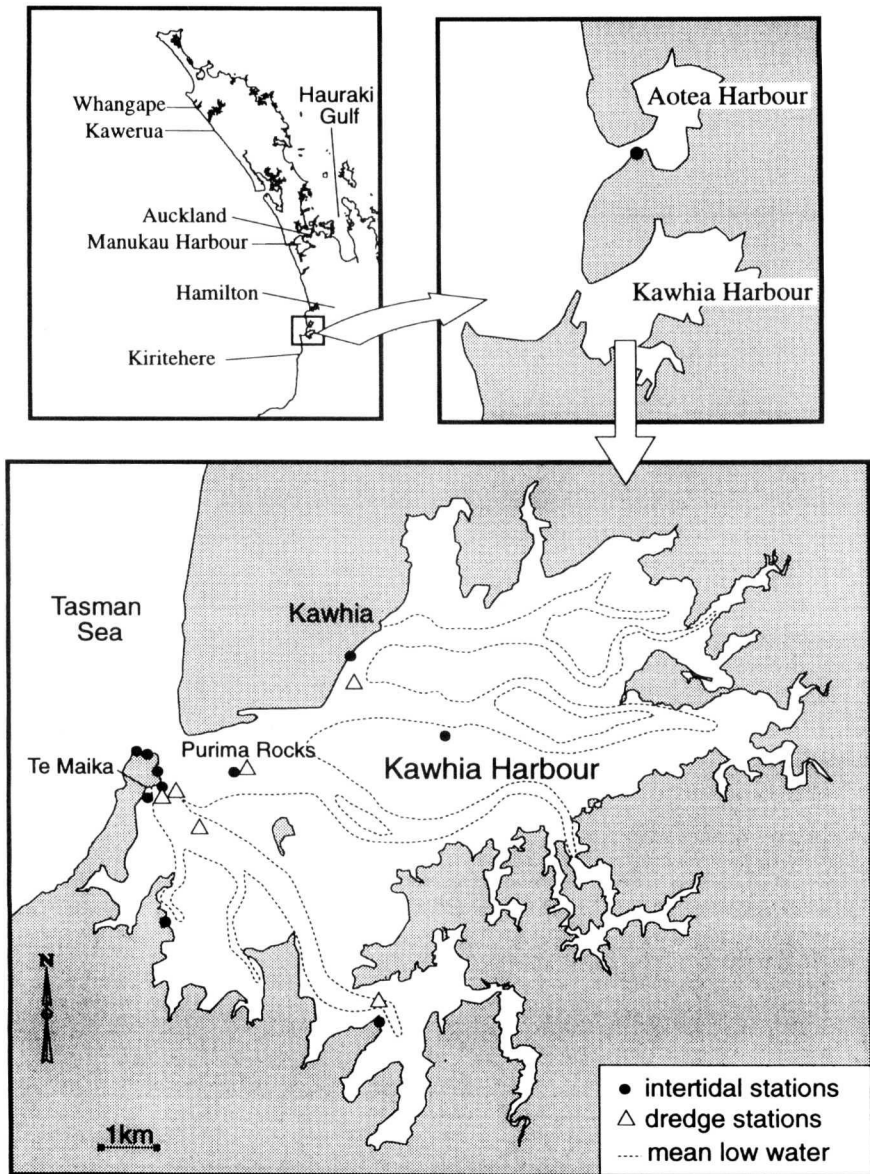 Whangape
Kawerua
Hauraki
Gulf
Auckland
Manukau Harbour
Hamilton
Kiritehere
Aotea Harbour
Kawhia Harbour
Tasman
Sea
Kawhia
Te Maika
Purima Rocks
Kawhia Harbour
N
1km
intertidal stations
dredge stations
mean low water